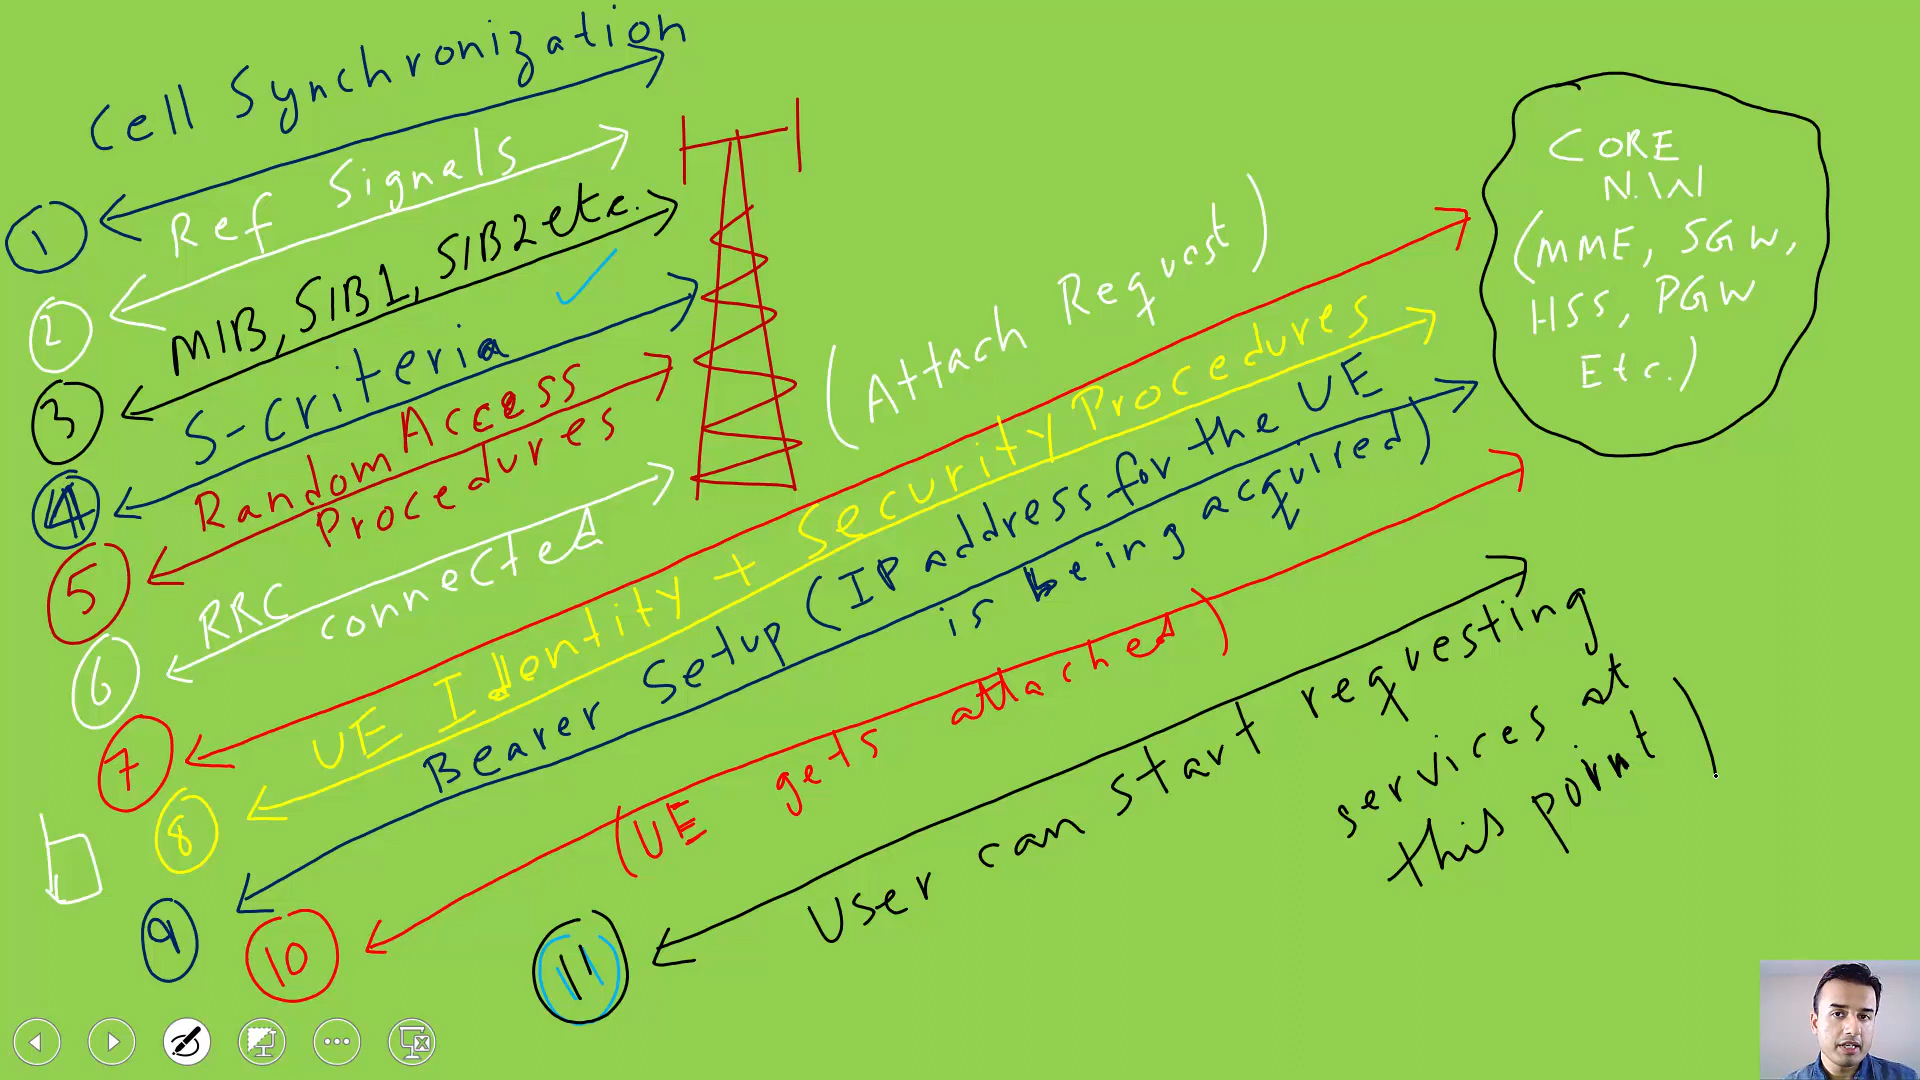 Cell Synchronization
1
Ref Signals
2
MIB, SIB1, SIB2 etc.
3
S-Criteria
4
Random Access
Procedures
5
RRC
connected
6
(Attach Request)
7
UE Identity + Security Procedures
8
Bearer Setup (IP address for the UE
is being acquired)
9
(UE gets attached)
10
User can start requesting
services at
this point)
11
CORE
N.W
(MME, SGW,
HSS, PGW
Etc.)